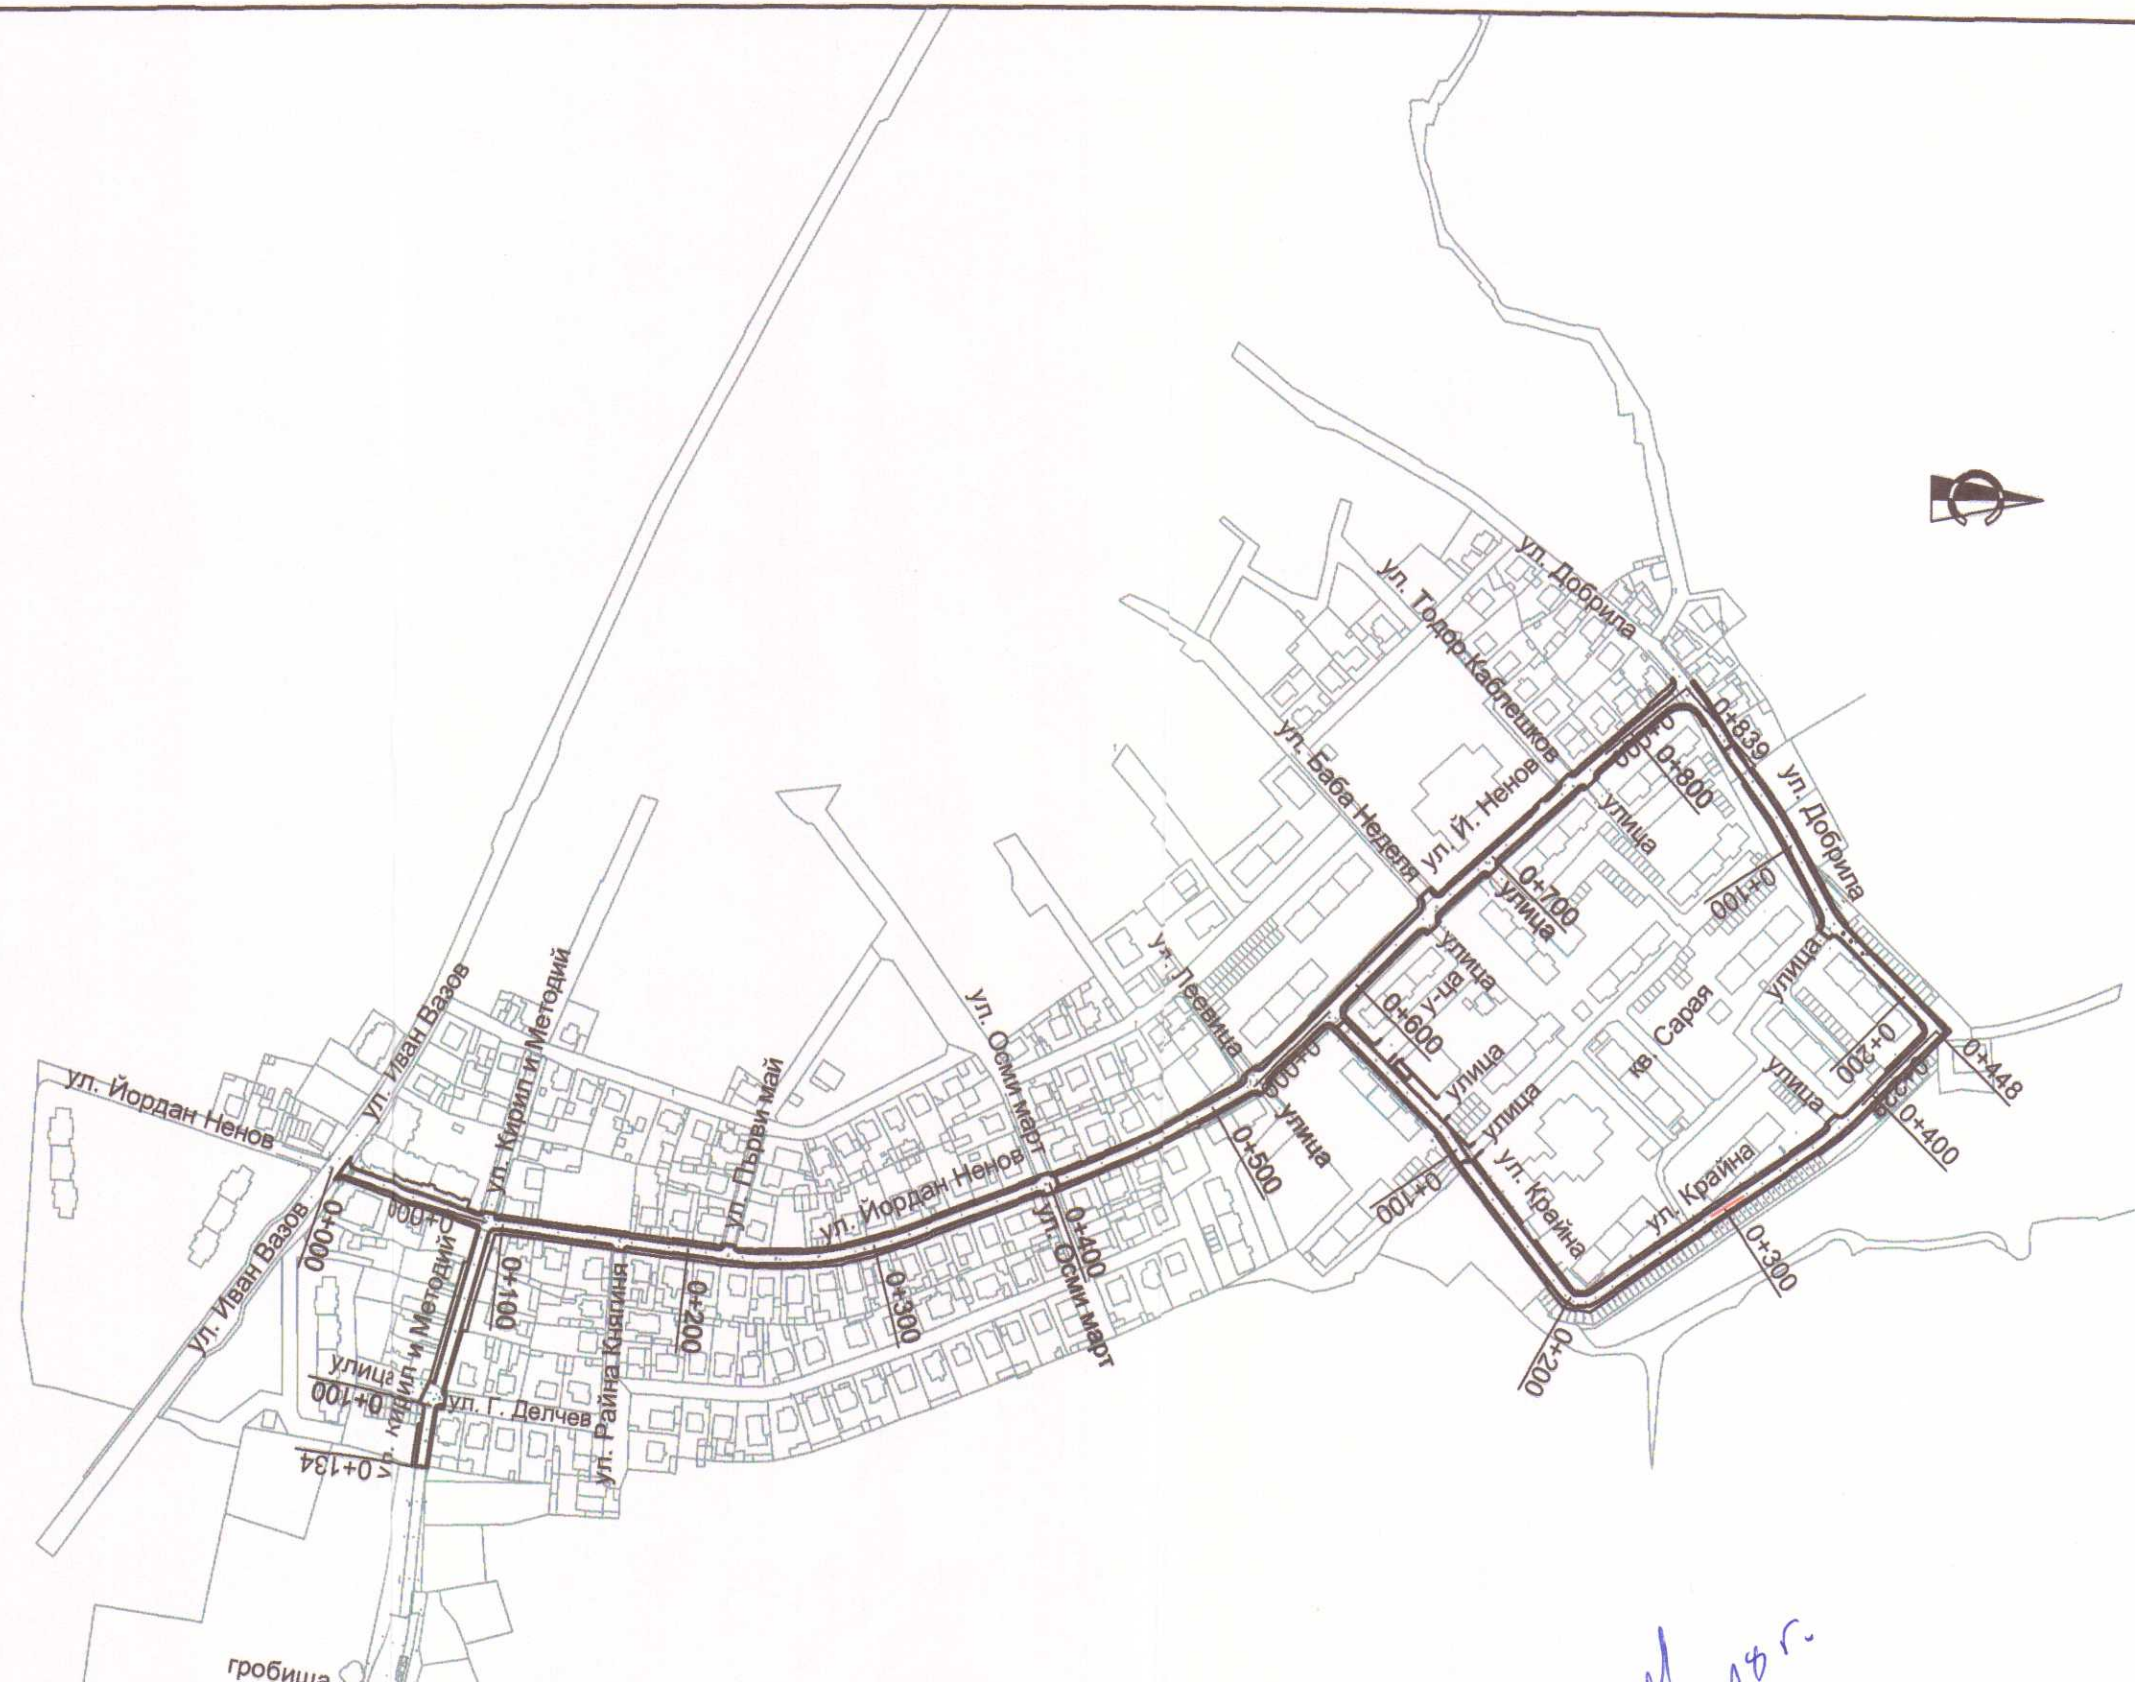 ул. Добрила
ул. Тодор Каблешков
0+839
0+000
0+800
ул. Добрила
ул. Баба Неделя
ул. Й. Ненов
улица
0+700
улица
0+100
улица
у-ца
0+600
кв. Сарая
улица
0+200
0+448
ул. Леевица
улица
улица
улица
0+400
ул. Иван Вазов
ул. Кирил и Методий
ул. Осми март
0+000
улица
0+500
0+100
ул. Крайна
ул. Крайна
0+300
0+200
ул. Йордан Ненов
ул. Първи май
ул. Йордан Ненов
0+400
ул. Осми март
0+000
0+000
ул. Иван Вазов
0+100
0+200
0+300
ул. Кирил и Методий
улица
0+100
ул. Г. Делчев
ул. Райна Княгиня
0+134
гробища